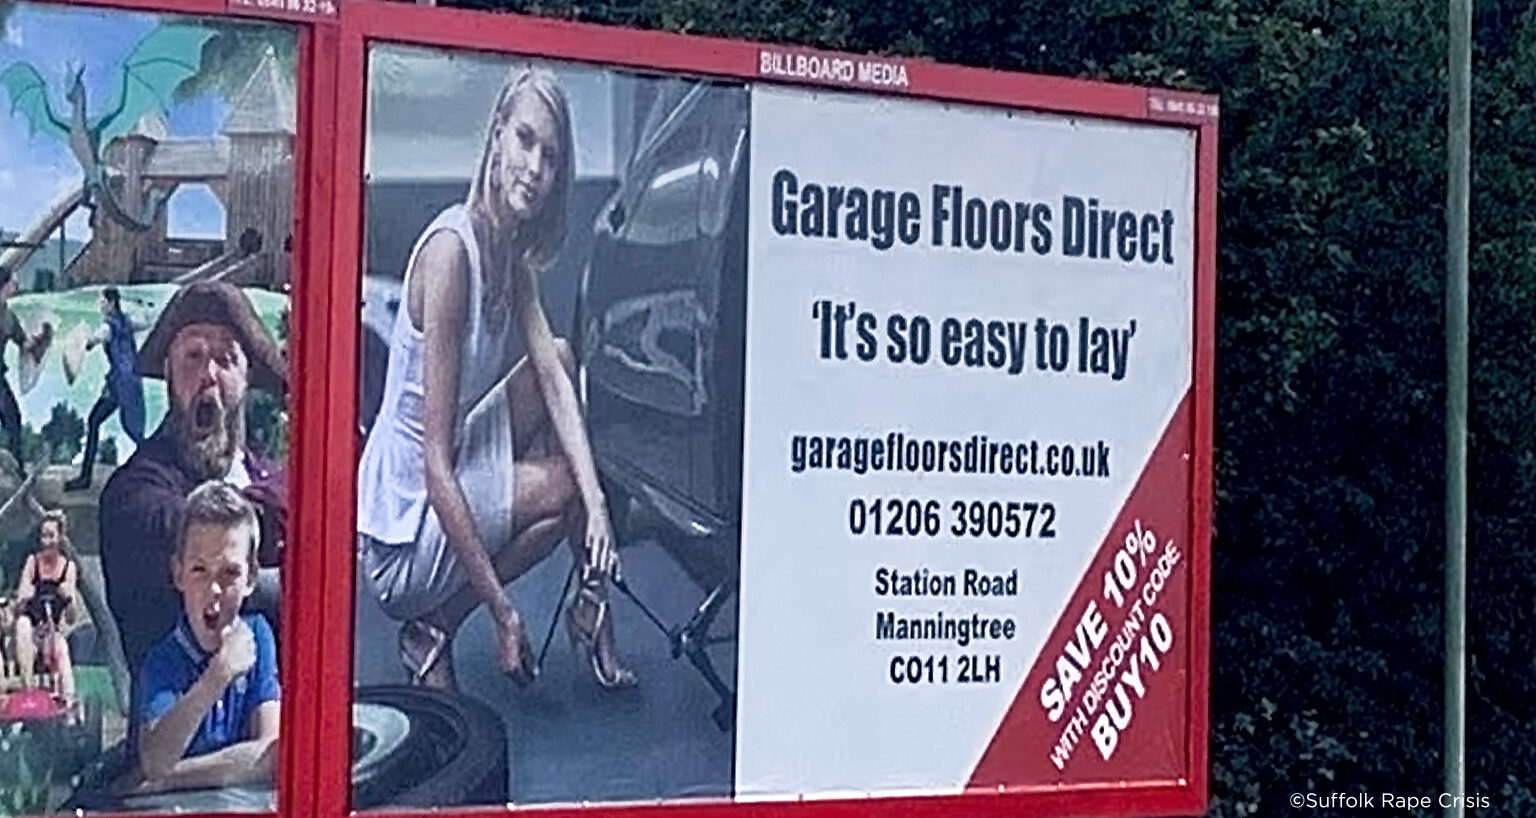 BILLBOARD MEDIA
Garage Floors Direct
'It's so easy to lay'
garagefloorsdirect.co.uk
01206 390572
Station Road
Manningtree
CO11 2LH
SAVE 10%
WITH DISCOUNT CODE
BUY10
©Suffolk Rape Crisis